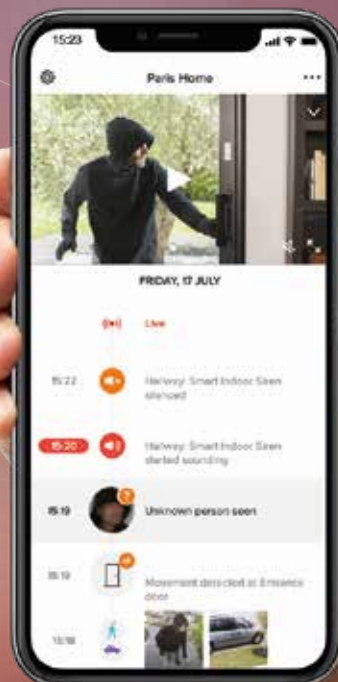 15:23
Paris Home
FRIDAY, 17 JULY
Live
15:22
Hallway: Smart Indoor Siren
silenced
15:20
Hallway: Smart Indoor Siren
started sounding
15:19
Unknown person seen
15:19
Movement detected at Entrance
door
15:18